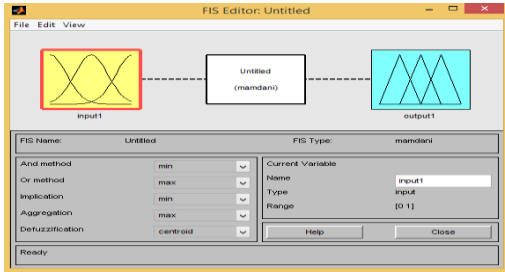 FIS Editor: Untitled
File Edit View
Untitled
(mamdani)
input1
output1
FIS Name: Untitled FIS Type: mamdani
And method min
Or method max
Implication min
Aggregation max
Defuzzification centroid
Current Variable
Name input1
Type input
Range [0 1]
Help Close
Ready